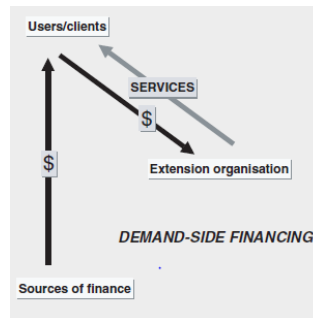 Users/clients
SERVICES
$
$
Extension organisation
DEMAND-SIDE FINANCING
Sources of finance